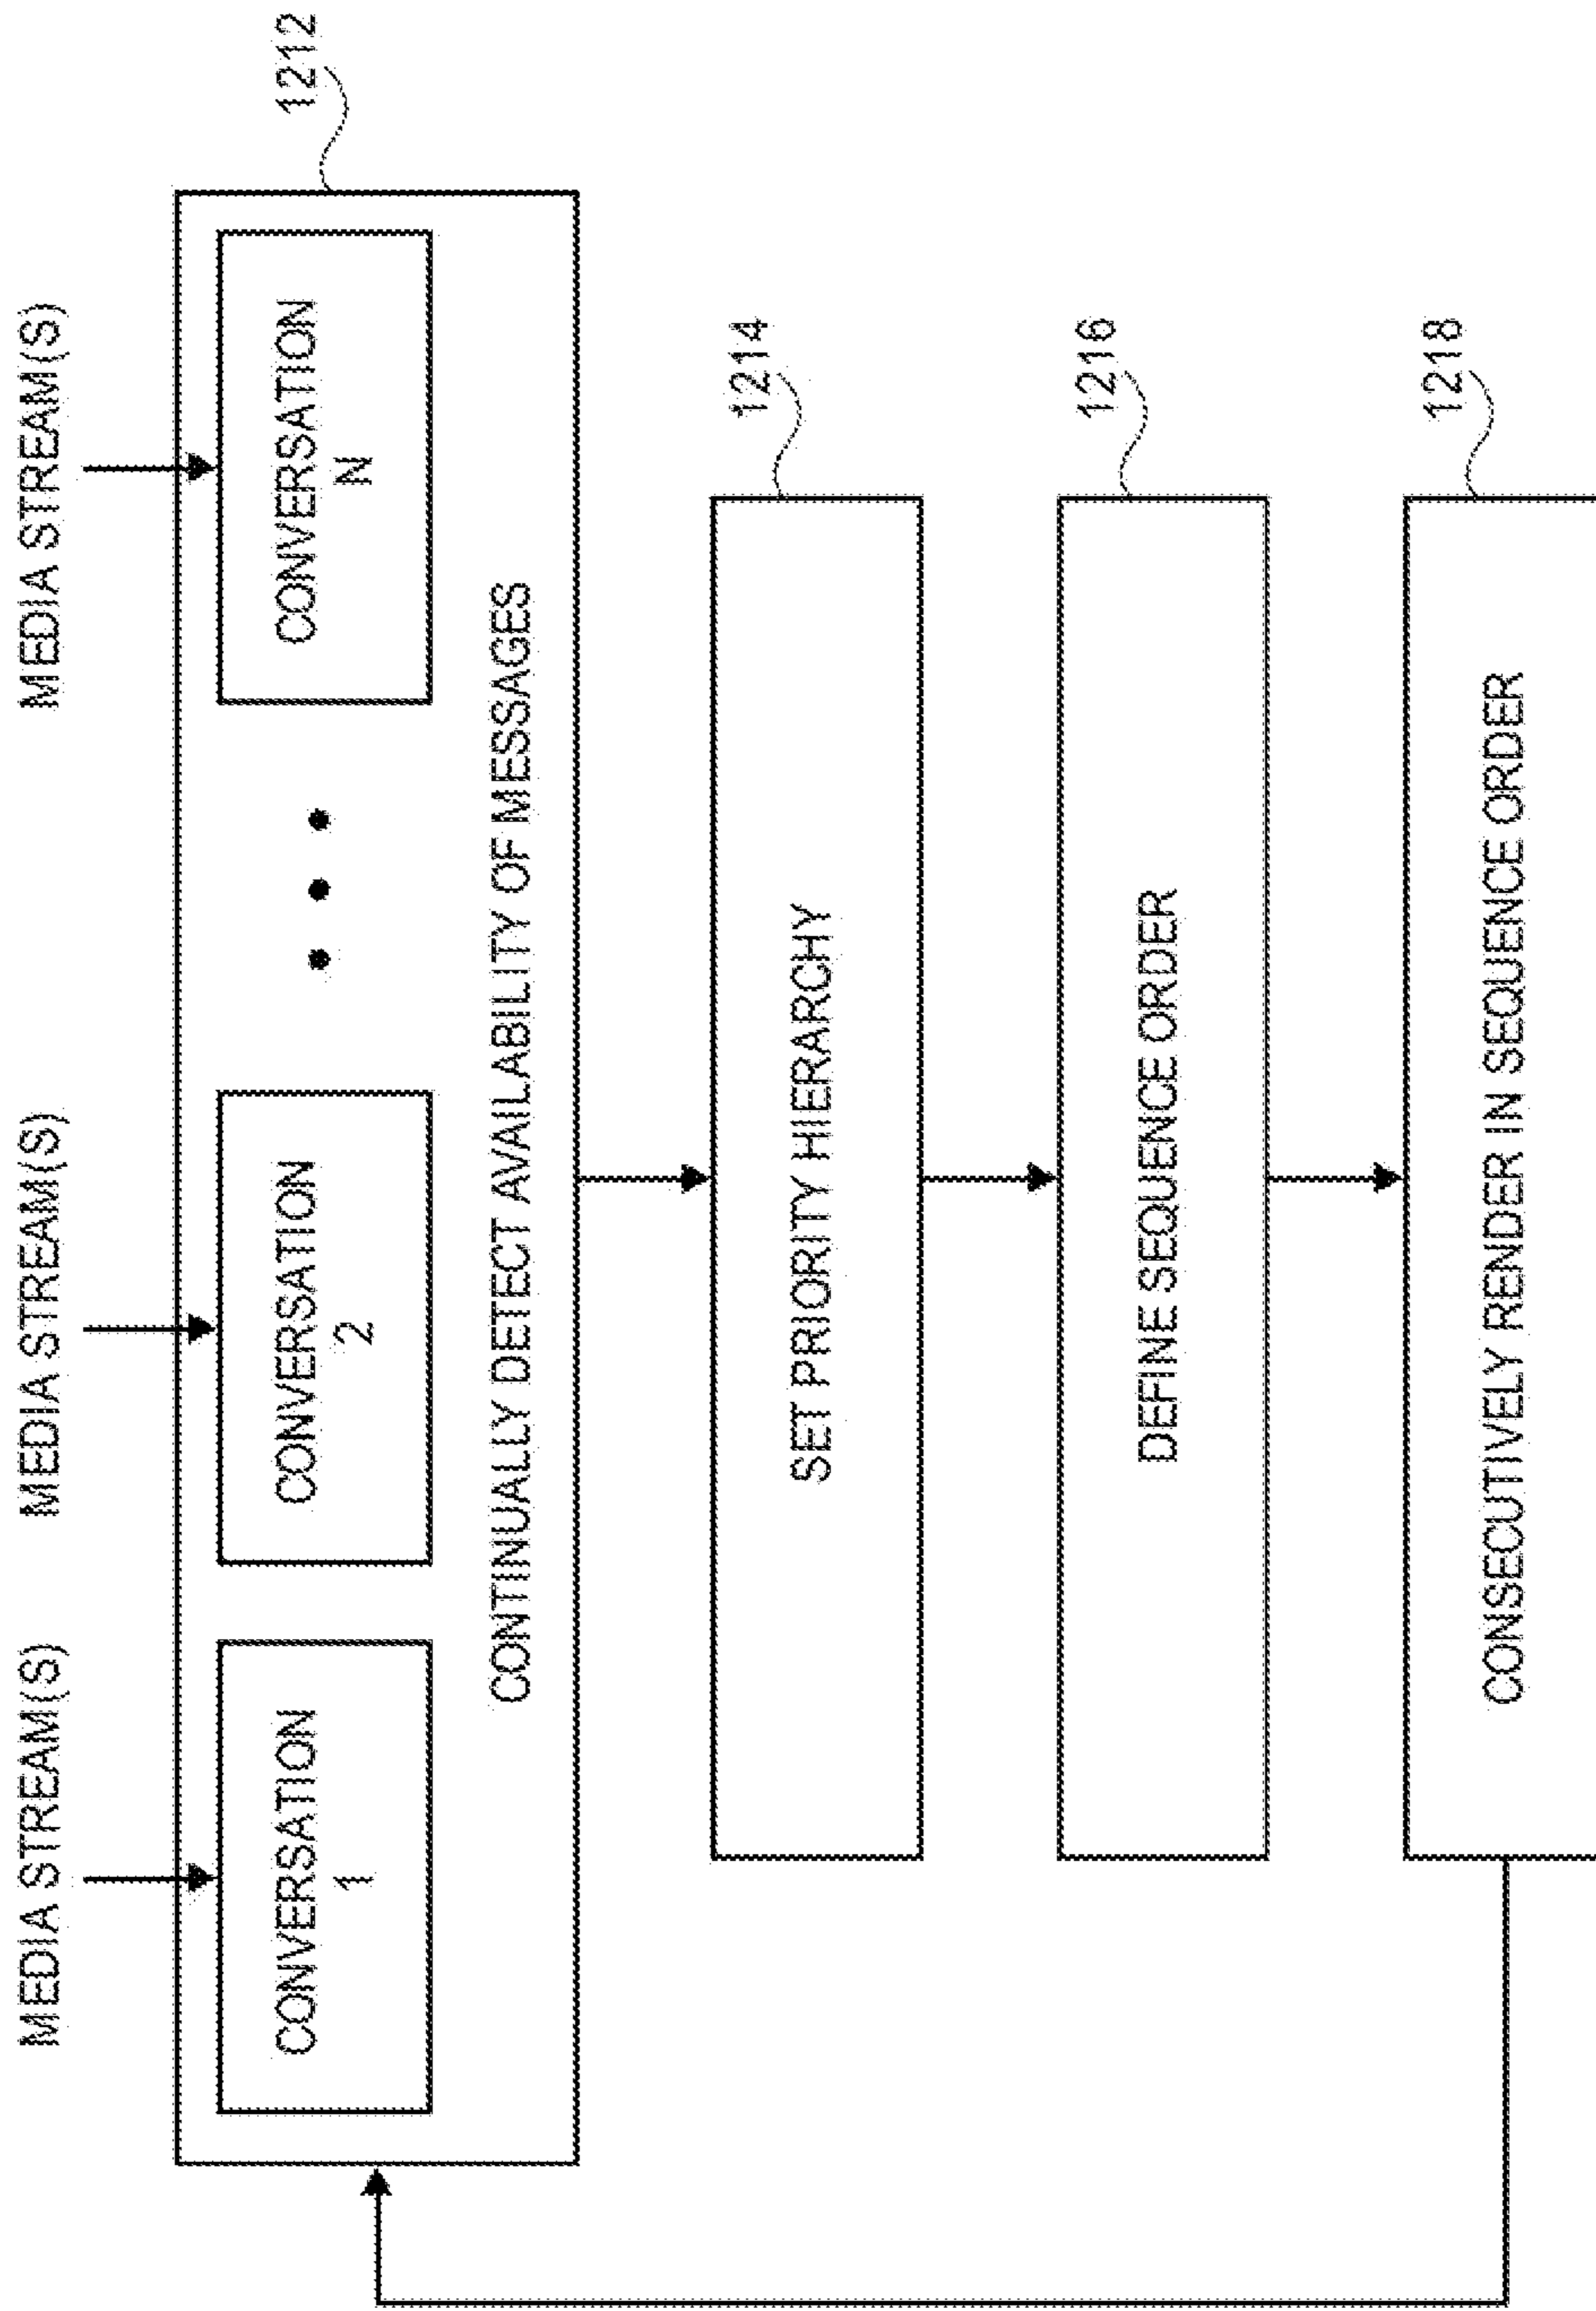 MEDIA STREAM(S)
MEDIA STREAM(S)
MEDIA STREAM(S)
1212
CONVERSATION
1
CONVERSATION
2
CONVERSATION
N
CONTINUALLY DETECT AVAILABILITY OF MESSAGES
1214
SET PRIORITY HIERARCHY
1216
DEFINE SEQUENCE ORDER
1218
CONSECUTIVELY RENDER IN SEQUENCE ORDER